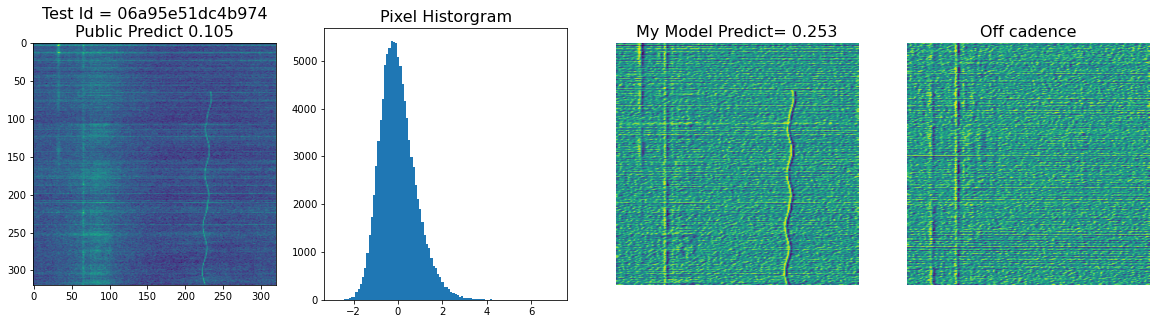 Test Id = 06a95e51dc4b974
Public Predict 0.105
Pixel Historgram
My Model Predict= 0.253
Off cadence
0
50
100
150
200
250
300
0 50 100 150 200 250 300
5000
4000
3000
2000
1000
0
−2 0 2 4 6